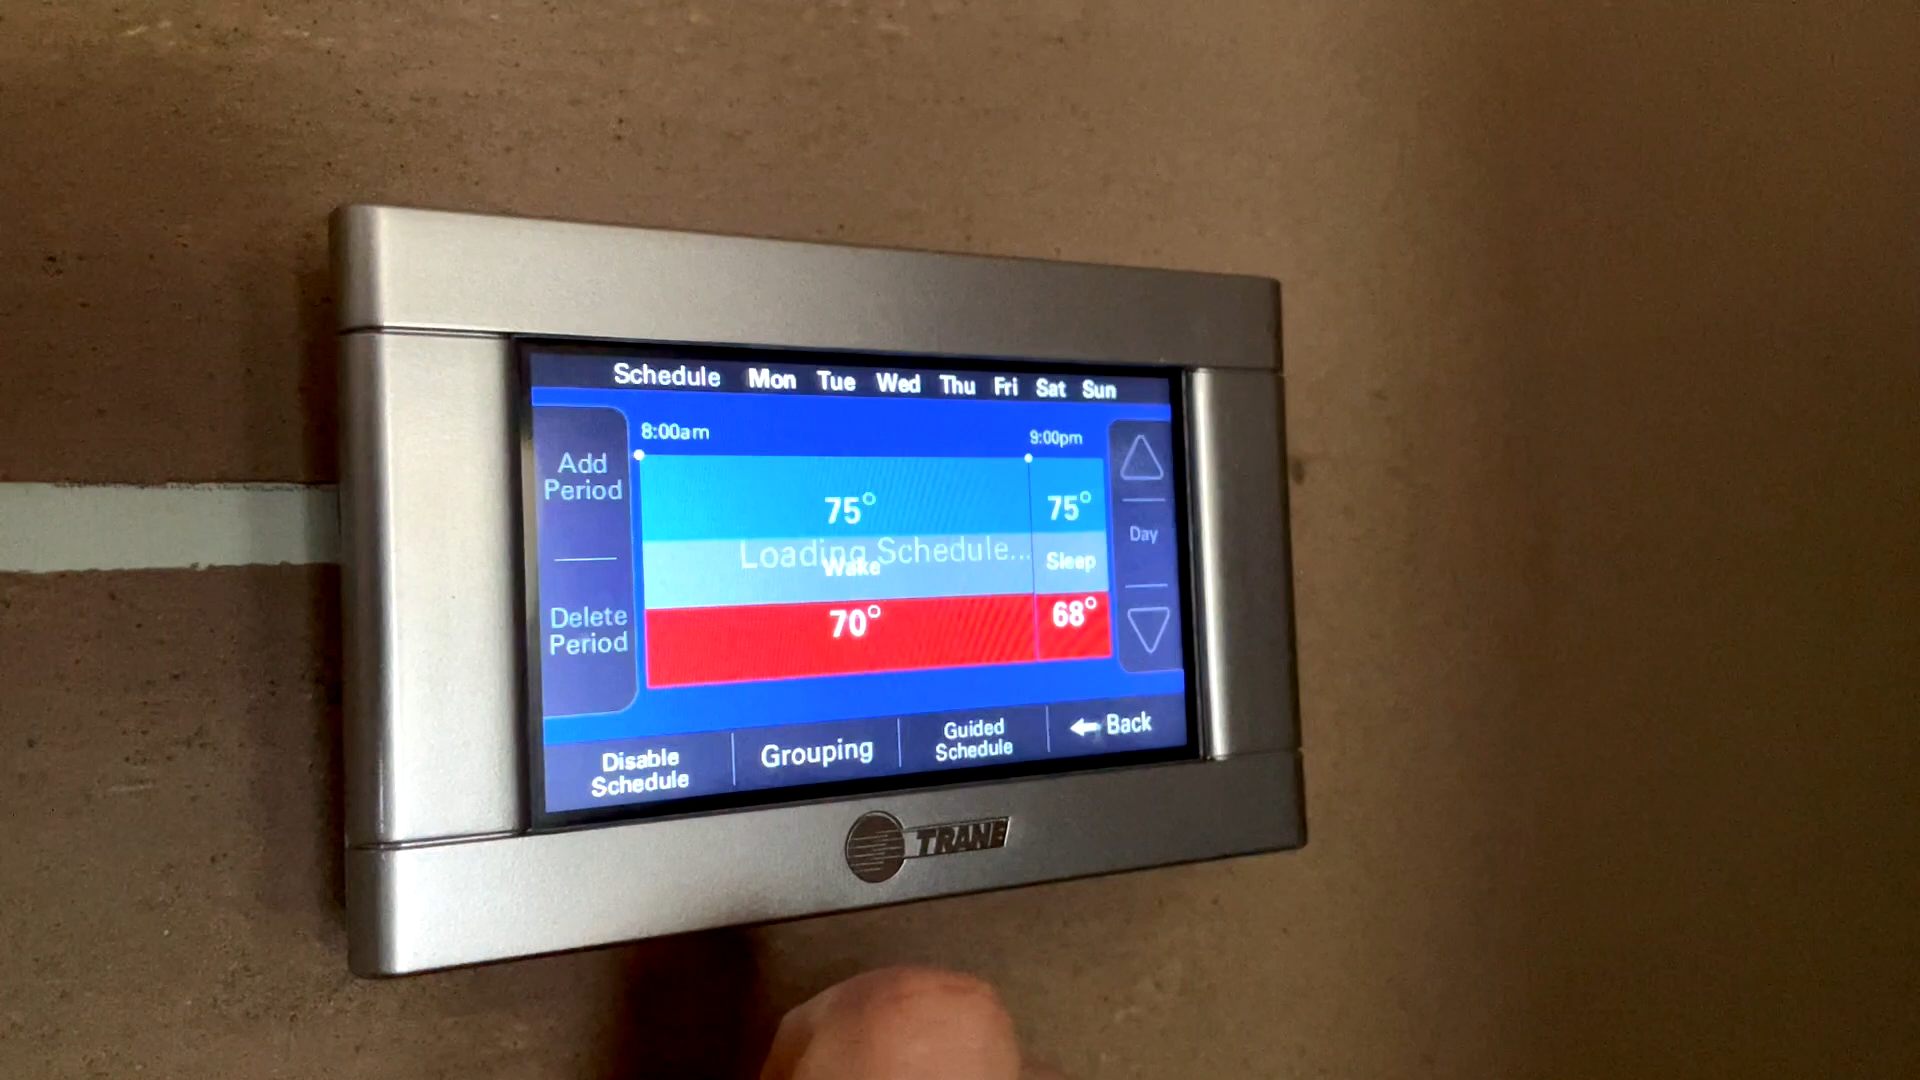 Schedule Mon Tue Wed Thu Fri Sat Sun
8:00am 9:00pm
Add
Period
75° 75°
Loading Schedule...
Wake Sleep
Day
70° 68°
Delete
Period
Disable
Schedule
Grouping
Guided
Schedule
Back
TRANE